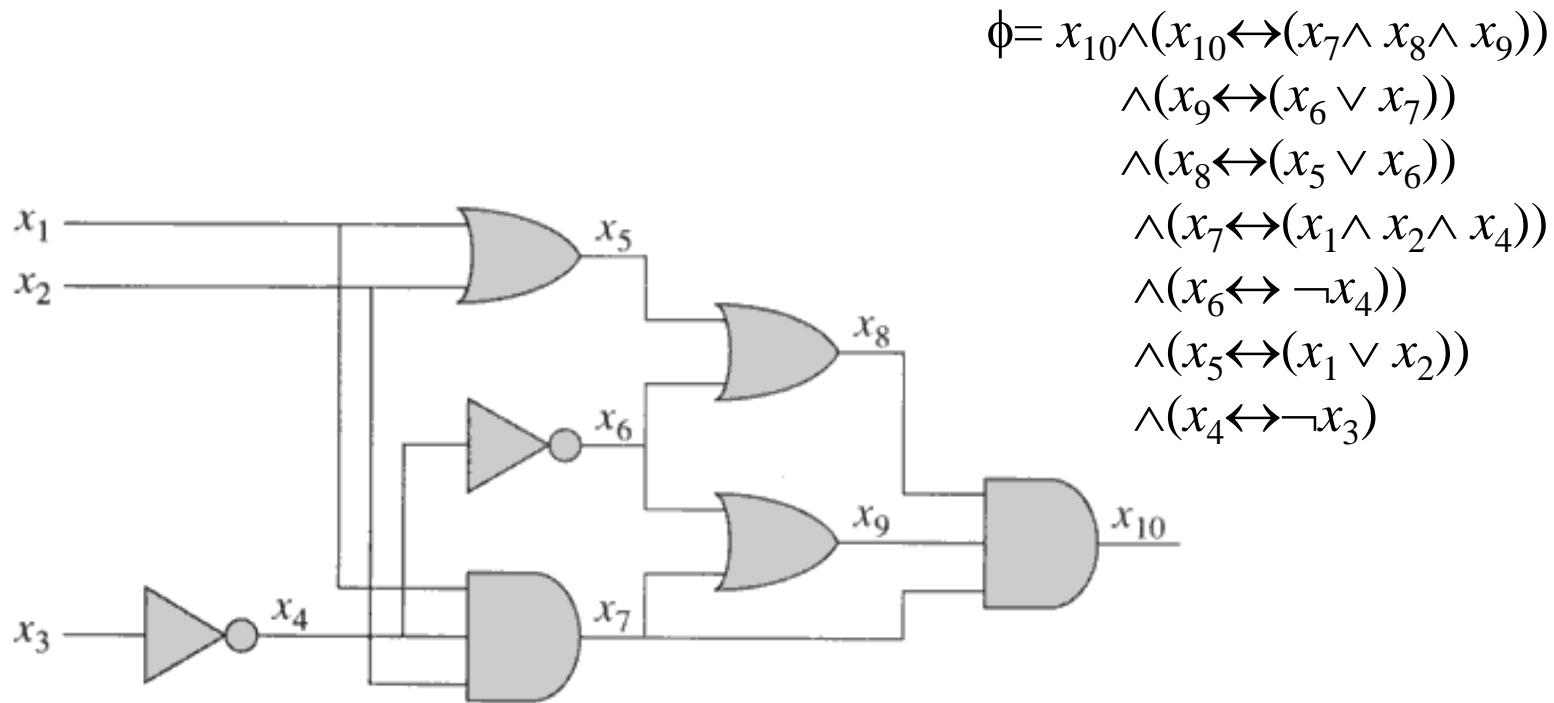 ϕ= x₁₀∧(x₁₀↔(x₇∧ x₈∧ x₉))
∧(x₉↔(x₆ ∨ x₇))
∧(x₈↔(x₅ ∨ x₆))
∧(x₇↔(x₁∧ x₂∧ x₄))
∧(x₆↔ ¬x₄))
∧(x₅↔(x₁ ∨ x₂))
∧(x₄↔¬x₃)
x₁
x₅
x₂
x₈
x₆
x₉
x₁₀
x₄
x₇
x₃